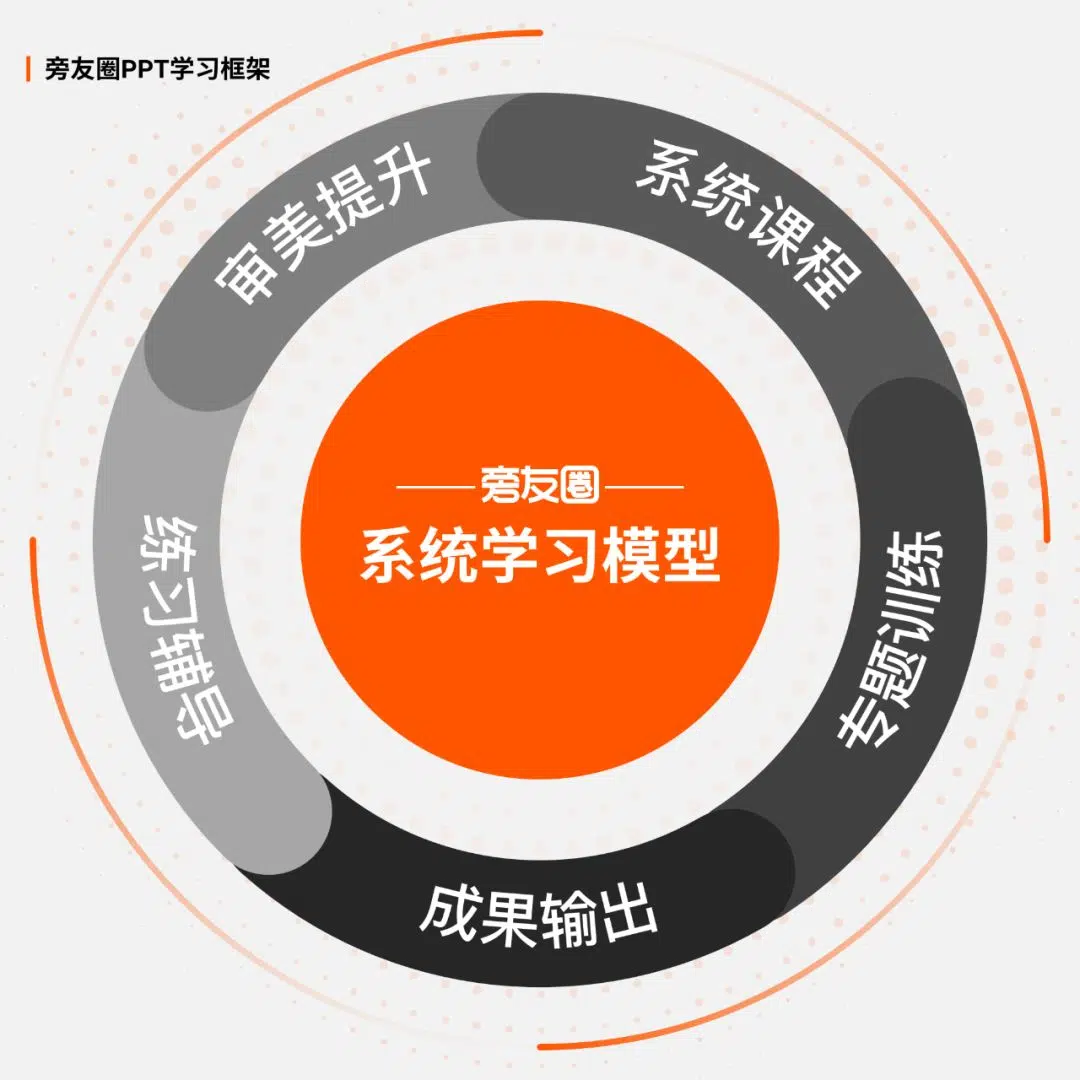 旁友圈PPT学习框架
审美提升
系统课程
旁友圈
系统学习模型
练习辅导
专题训练
成果输出